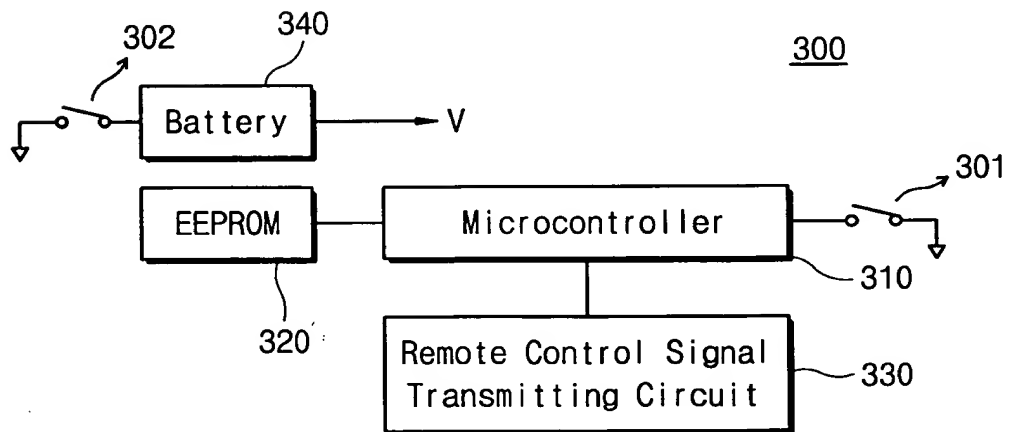 340
302
300
Battery
V
301
EEPROM
Microcontroller
310
320
Remote Control Signal
Transmitting Circuit
330